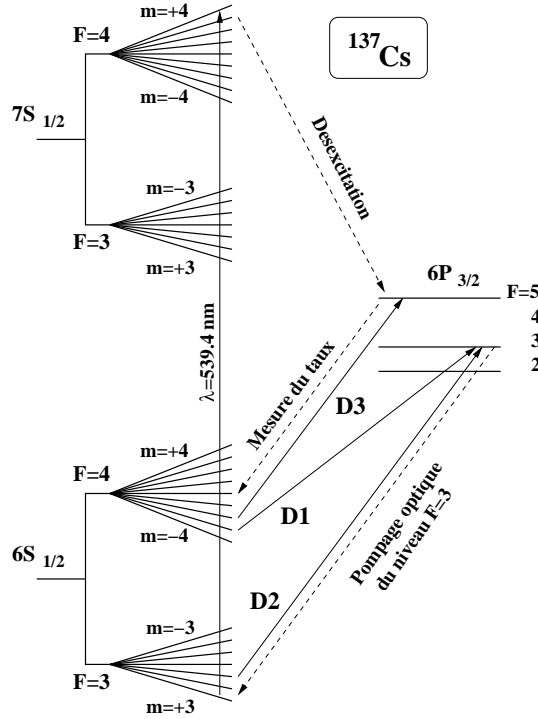 m=+4
F=4
137Cs
m=−4
7S 1/2
Desexcitation
m=−3
F=3
m=+3
6P 3/2
F=5
4
3
2
λ=539.4 nm
Mesure du taux
D3
m=+4
F=4
D1
m=−4
Pompage optique
du niveau F=3
6S 1/2
D2
m=−3
F=3
m=+3